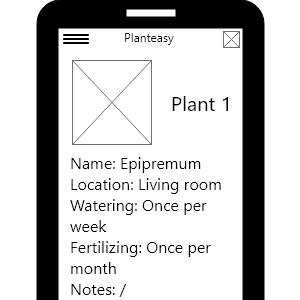 Planteasy
Plant 1
Name: Epipremum
Location: Living room
Watering: Once per
week
Fertilizing: Once per
month
Notes: /